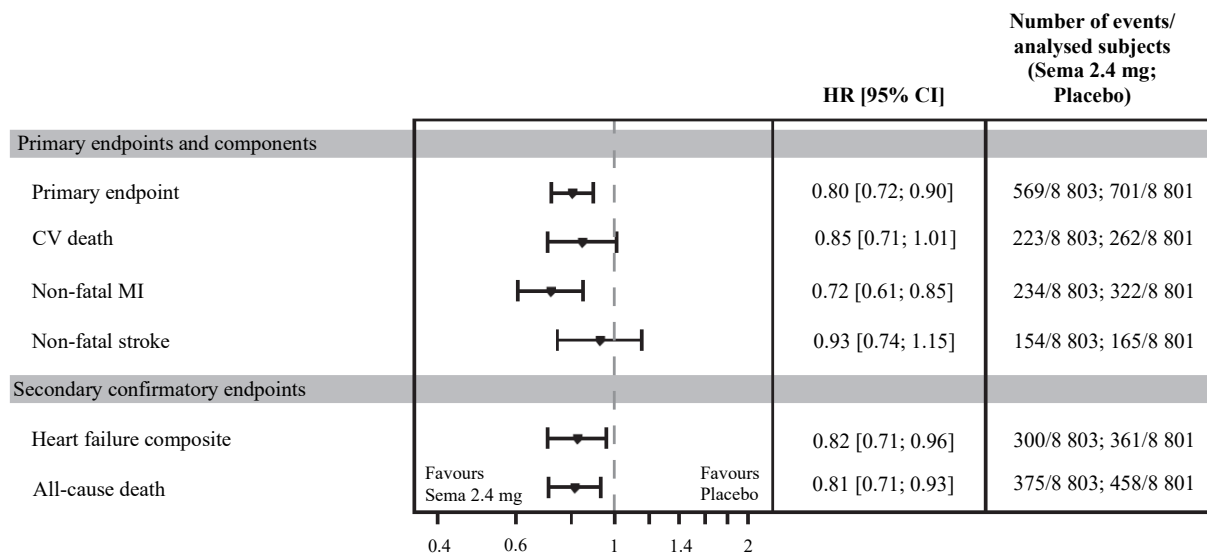 Number of events/
analysed subjects
(Sema 2.4 mg;
HR [95% CI] Placebo)
Primary endpoints and components
Primary endpoint 0.80 [0.72; 0.90] 569/8 803; 701/8 801
CV death 0.85 [0.71; 1.01] 223/8 803; 262/8 801
Non-fatal MI 0.72 [0.61; 0.85] 234/8 803; 322/8 801
Non-fatal stroke 0.93 [0.74; 1.15] 154/8 803; 165/8 801
Secondary confirmatory endpoints
Heart failure composite 0.82 [0.71; 0.96] 300/8 803; 361/8 801
All-cause death 0.81 [0.71; 0.93] 375/8 803; 458/8 801
Favours
Sema 2.4 mg
Favours
Placebo
0.4 0.6 1 1.4 2